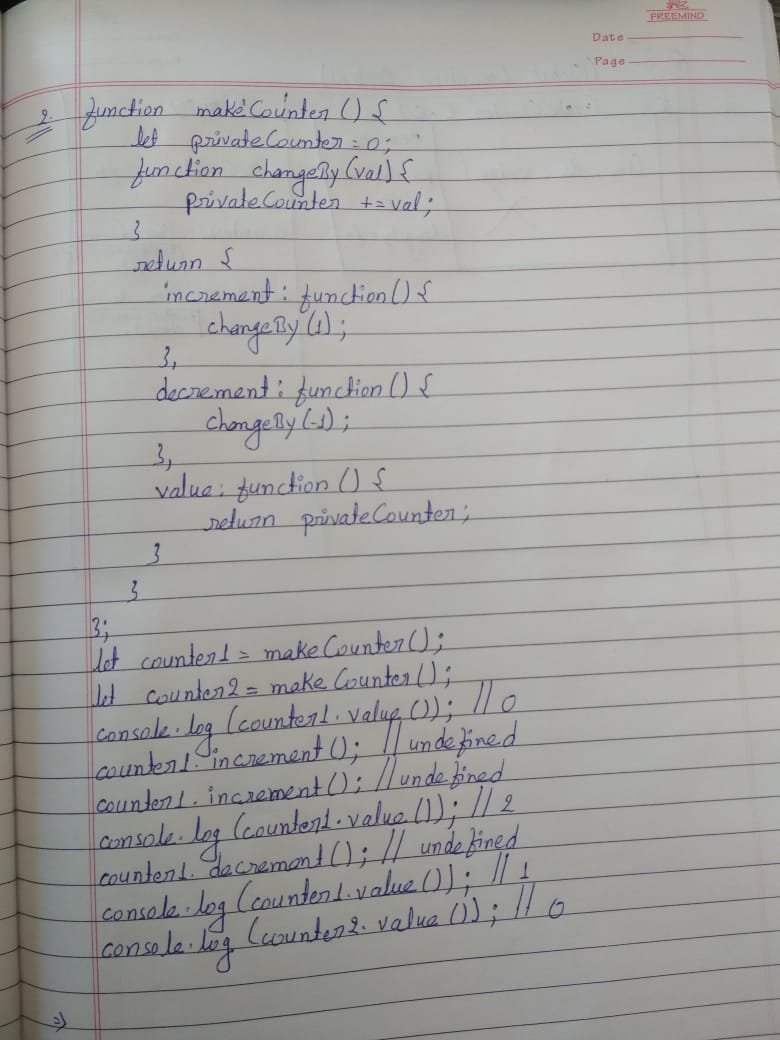 FREEMIND
Date
Page
2. function makeCounter () {
let privateCounter = 0;
function changeBy (val) {
privateCounter += val;
}
return {
increment: function() {
changeBy (1);
},
decrement: function () {
changeBy (-1);
},
value: function () {
return privateCounter;
}
}
};
let counter1 = makeCounter();
let counter2 = makeCounter();
console.log (counter1.value ()); // 0
counter1.increment (); // undefined
counter1.increment (); // undefined
console.log (counter1.value ()); // 2
counter1.decrement (); // undefined
console.log (counter1.value ()); // 1
console.log (counter2.value ()); // 0
⇒